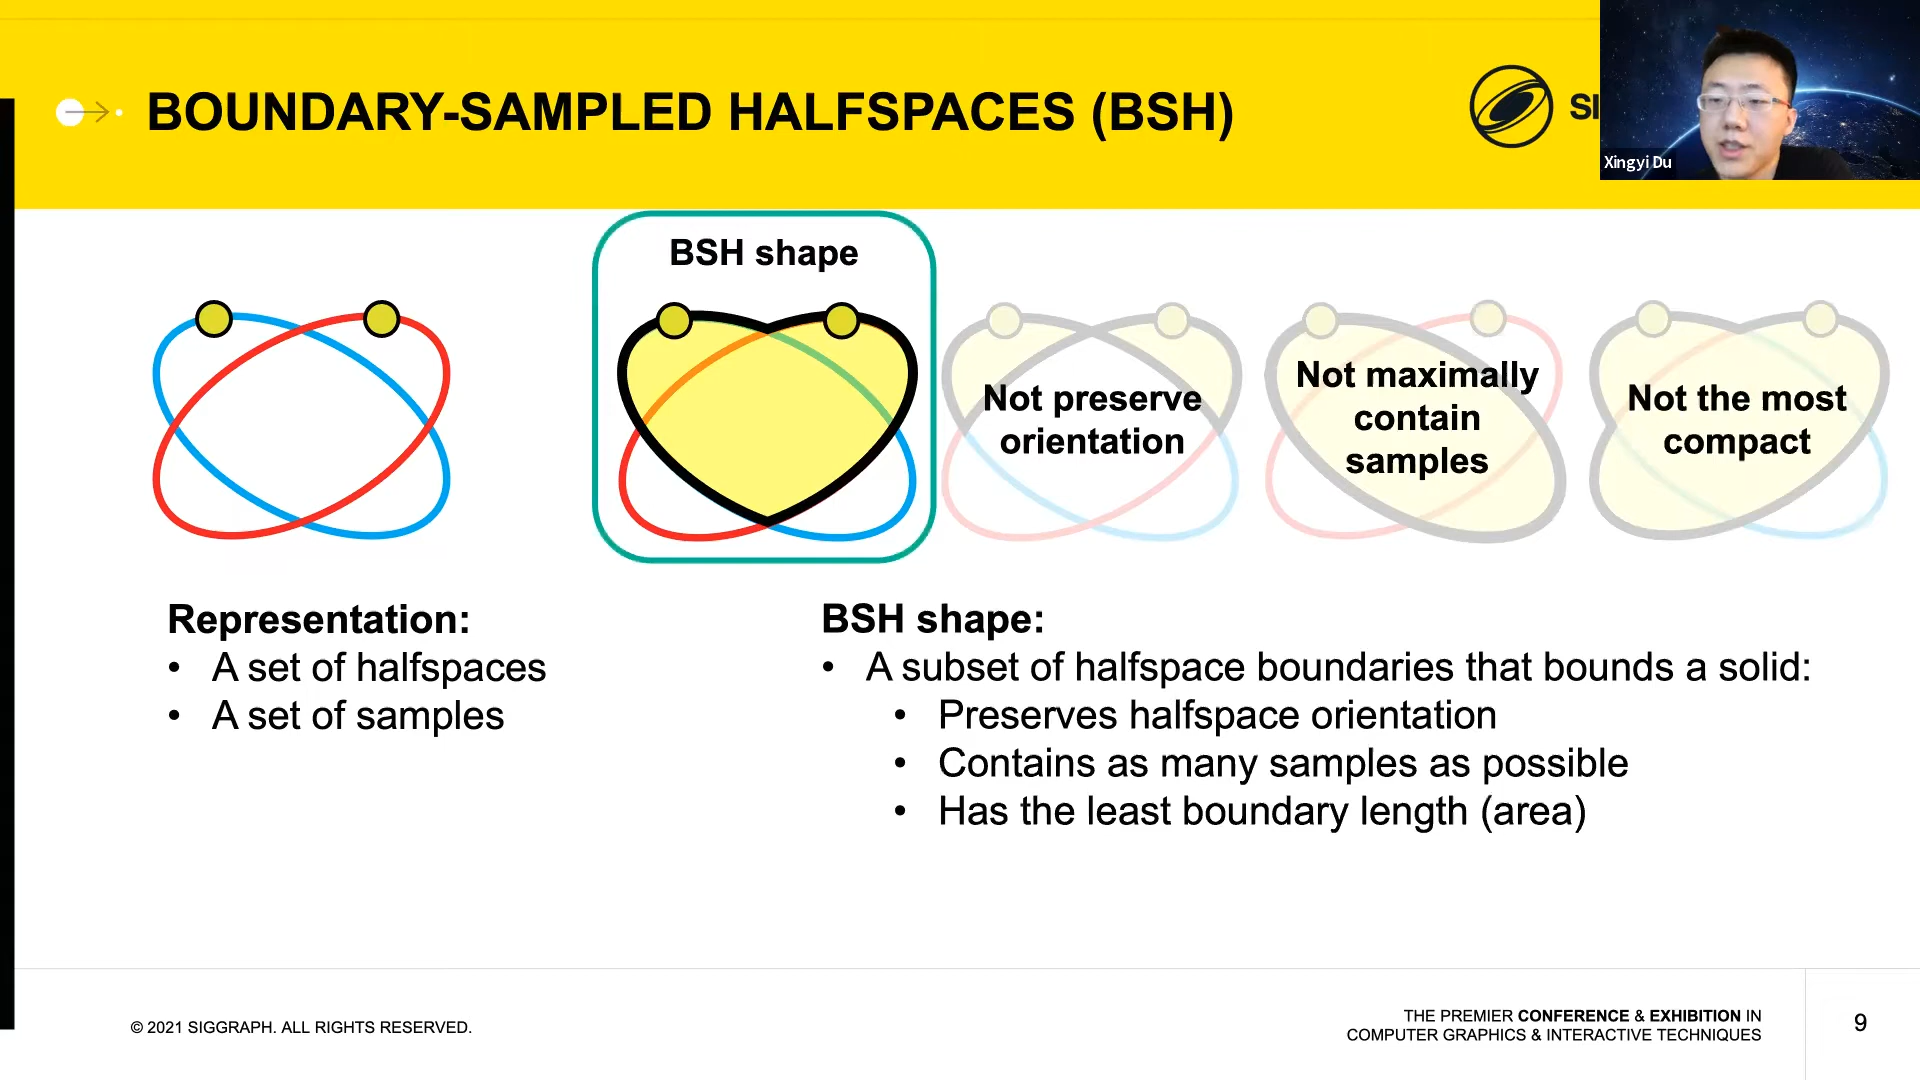 BOUNDARY-SAMPLED HALFSPACES (BSH)
Xingyi Du
BSH shape
Not preserve
orientation
Not maximally
contain
samples
Not the most
compact
Representation:
• A set of halfspaces
• A set of samples
BSH shape:
• A subset of halfspace boundaries that bounds a solid:
• Preserves halfspace orientation
• Contains as many samples as possible
• Has the least boundary length (area)
© 2021 SIGGRAPH. ALL RIGHTS RESERVED.
THE PREMIER CONFERENCE & EXHIBITION IN
COMPUTER GRAPHICS & INTERACTIVE TECHNIQUES
9